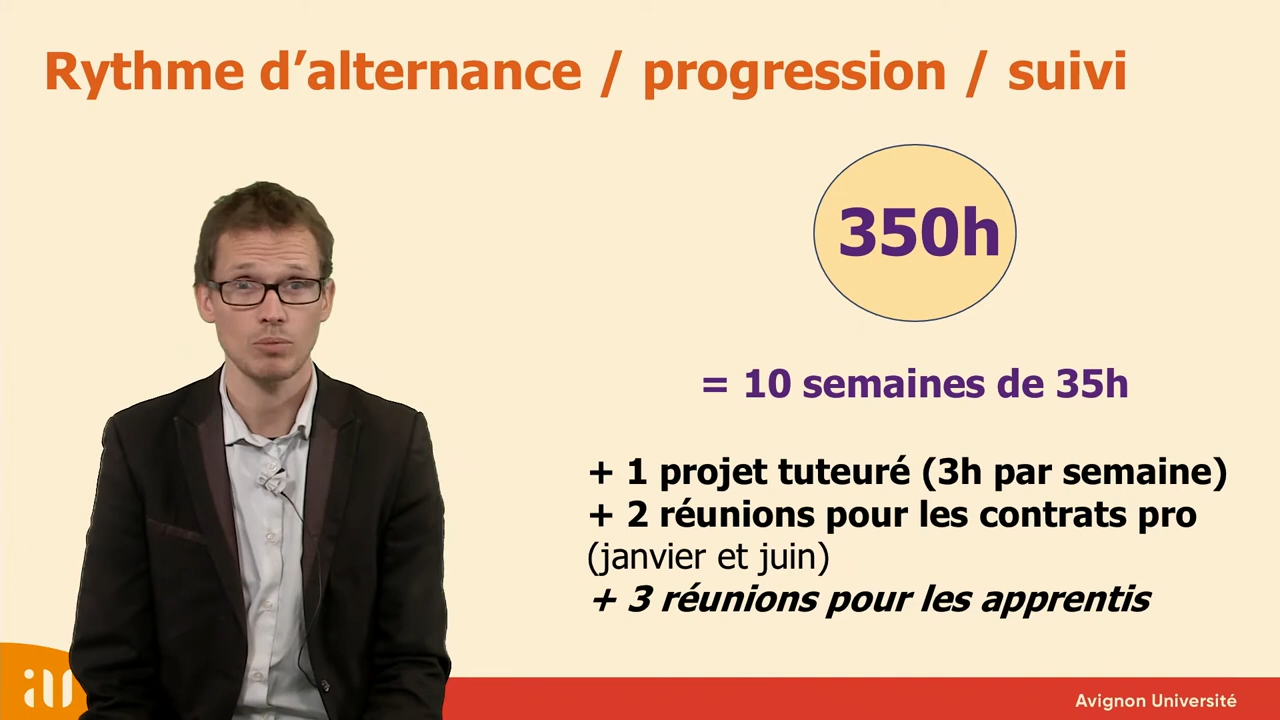 Rythme d’alternance / progression / suivi
350h
= 10 semaines de 35h
+ 1 projet tuteuré (3h par semaine)
+ 2 réunions pour les contrats pro
(janvier et juin)
+ 3 réunions pour les apprentis
au
Avignon Université